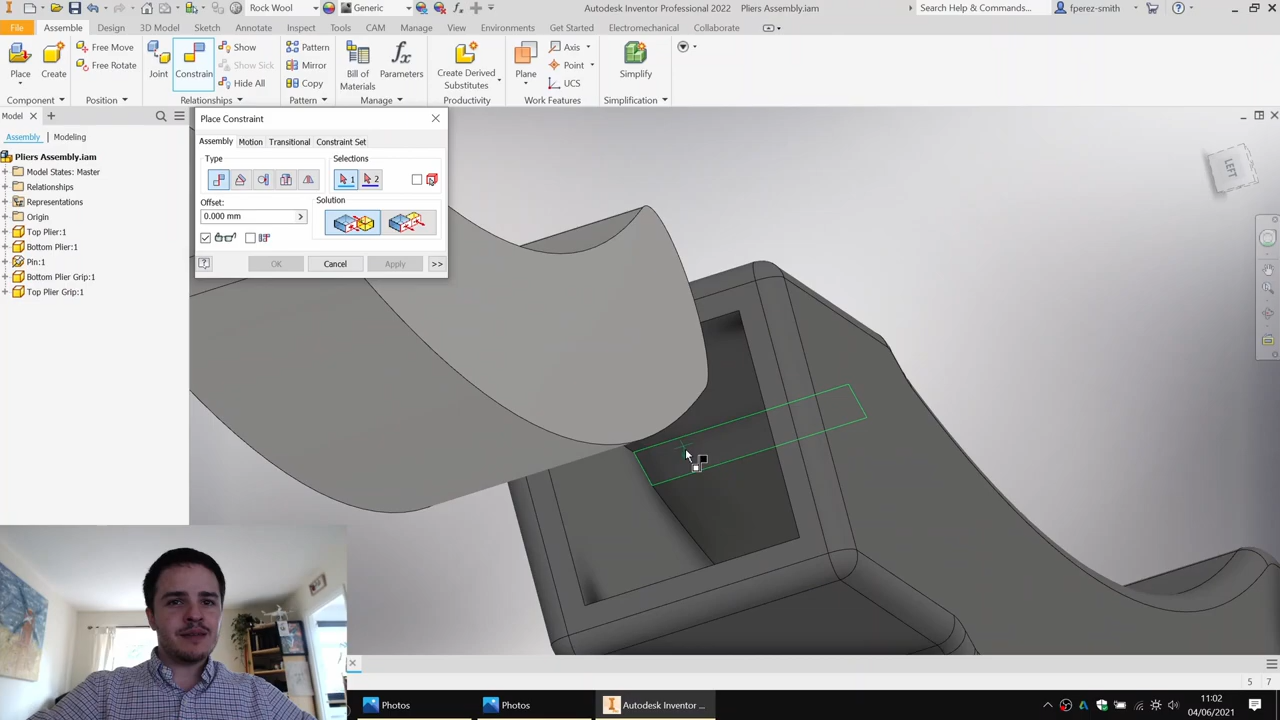 Rock Wool
Generic
Autodesk Inventor Professional 2022 Pliers Assembly.iam
Search Help & Commands...
fperez-smith
File
Assemble
Design
3D Model
Sketch
Annotate
Inspect
Tools
CAM
Manage
View
Environments
Get Started
Electromechanical
Collaborate
Place
Create
Free Move
Free Rotate
Joint
Constrain
Show
Show Sick
Hide All
Pattern
Mirror
Copy
Bill of
Materials
Parameters
Create Derived
Substitutes
Plane
Axis
Point
UCS
Simplify
Component
Position
Relationships
Pattern
Manage
Productivity
Work Features
Simplification
Model
Assembly
Modeling
Pliers Assembly.iam
Model States: Master
Relationships
Representations
Origin
Top Plier:1
Bottom Plier:1
Pin:1
Bottom Plier Grip:1
Top Plier Grip:1
Place Constraint
Assembly
Motion
Transitional
Constraint Set
Type
Selections
1
2
Offset:
Solution
0.000 mm
OK
Cancel
Apply
>>
LEFT
5 7
Photos
Photos
Autodesk Inventor ...
11:02
04/06/2021